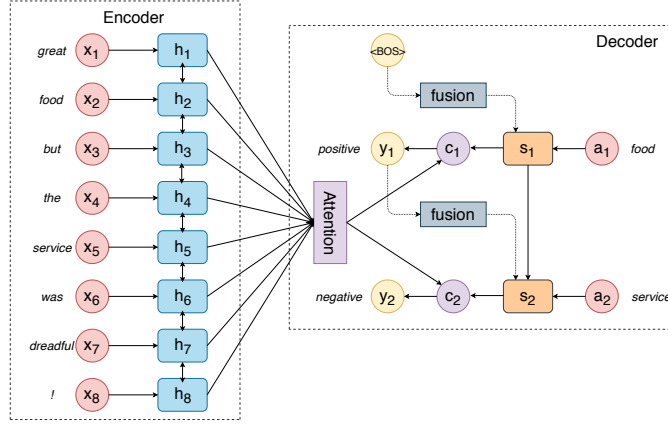 Encoder
great x1 h1
food x2 h2
but x3 h3
the x4 h4
service x5 h5
was x6 h6
dreadful x7 h7
! x8 h8
Attention
Decoder
<BOS>
fusion
positive y1 c1 s1 a1 food
fusion
negative y2 c2 s2 a2 service